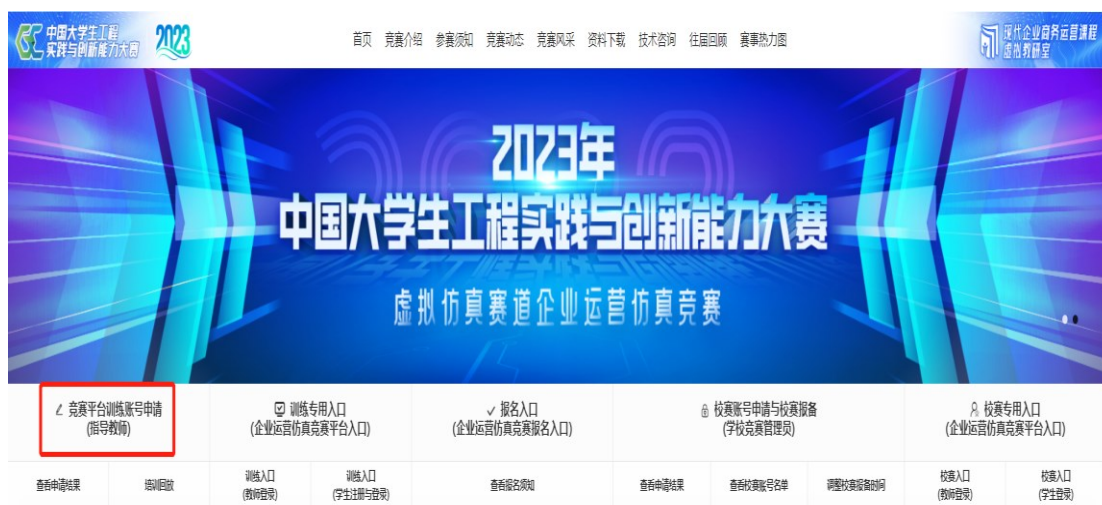 中国大学生工程
实践与创新能力大赛
2023
首页 竞赛介绍 参赛须知 竞赛动态 竞赛风采 资料下载 技术咨询 往届回顾 赛事热力图
现代企业商务运营课程
虚拟教研室
2023年
中国大学生工程实践与创新能力大赛
虚拟仿真赛道企业运营仿真竞赛
竞赛平台训练账号申请
(指导教师)
训练专用入口
(企业运营仿真竞赛平台入口)
报名入口
(企业运营仿真竞赛报名入口)
校赛账号申请与校赛报备
(学校竞赛管理员)
校赛专用入口
(企业运营仿真竞赛平台入口)
查看申请结果
培训回放
训练入口
(教师登录)
训练入口
(学生注册与登录)
查看报名须知
查看申请结果
查看校赛账号名单
调整校赛报备时间
校赛入口
(教师登录)
校赛入口
(学生登录)